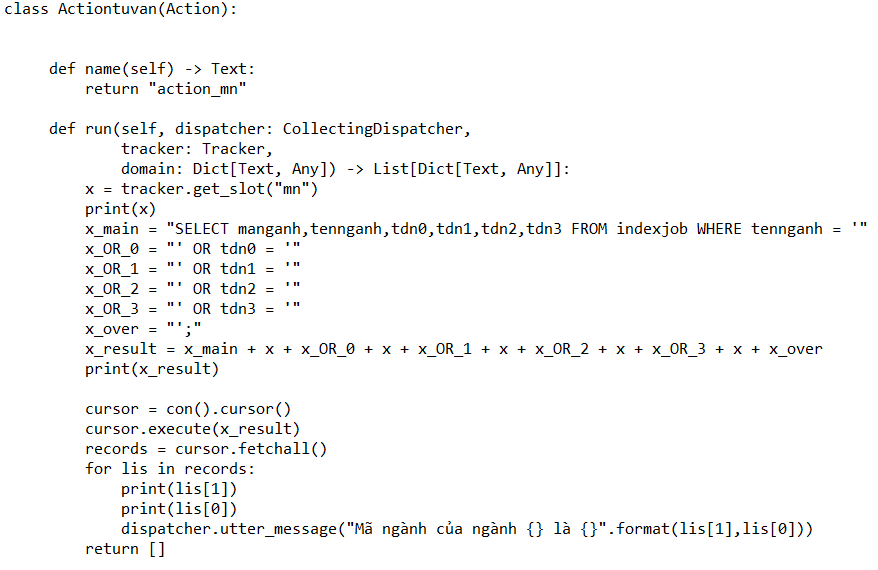 class Actiontuvan(Action):
def name(self) -> Text:
return "action_mn"
def run(self, dispatcher: CollectingDispatcher,
tracker: Tracker,
domain: Dict[Text, Any]) -> List[Dict[Text, Any]]:
x = tracker.get_slot("mn")
print(x)
x_main = "SELECT manganh,tennganh,tdn0,tdn1,tdn2,tdn3 FROM indexjob WHERE tennganh = '"
x_OR_0 = "' OR tdn0 = '"
x_OR_1 = "' OR tdn1 = '"
x_OR_2 = "' OR tdn2 = '"
x_OR_3 = "' OR tdn3 = '"
x_over = "';"
x_result = x_main + x + x_OR_0 + x + x_OR_1 + x + x_OR_2 + x + x_OR_3 + x + x_over
print(x_result)
cursor = con().cursor()
cursor.execute(x_result)
records = cursor.fetchall()
for lis in records:
print(lis[1])
print(lis[0])
dispatcher.utter_message("Mã ngành của ngành {} là {}".format(lis[1],lis[0]))
return []